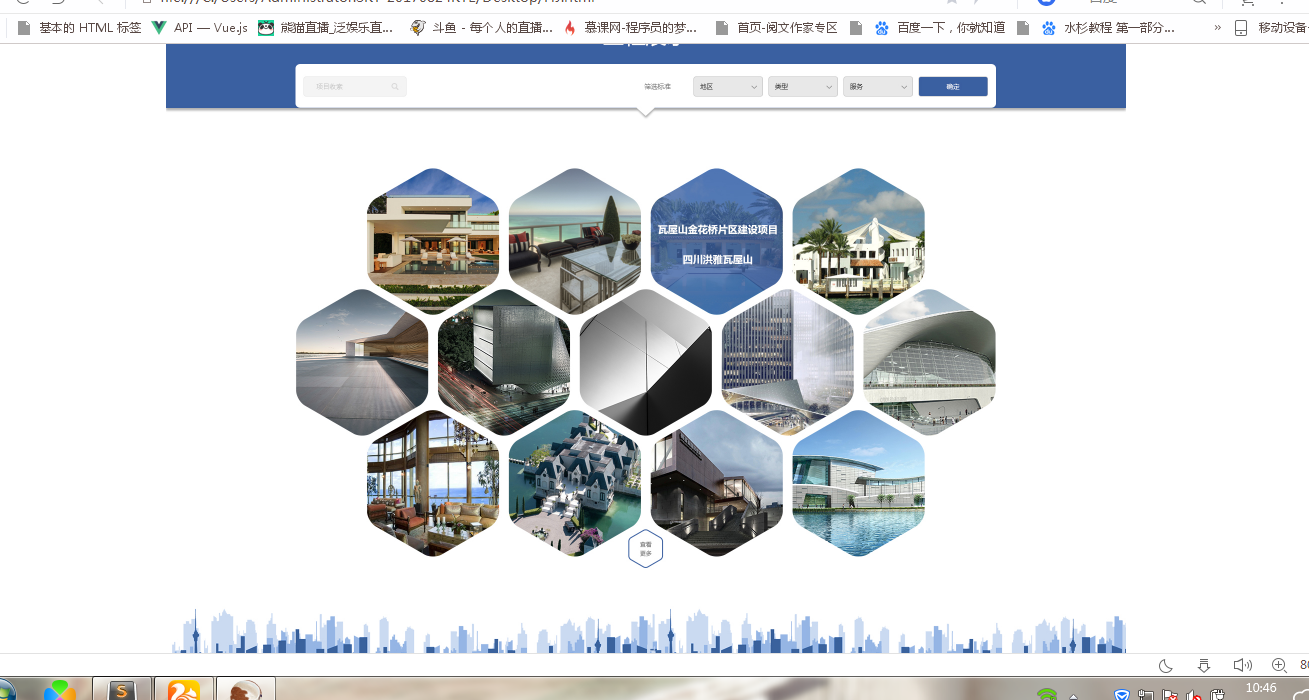 基本的 HTML 标签
API — Vue.js
熊猫直播_泛娱乐直...
斗鱼 - 每个人的直播...
慕课网-程序员的梦...
首页-阅文作家专区
百度一下，你就知道
水杉教程 第一部分...
»
移动设备
筛选标准
地区
类型
服务
确定
瓦屋山金花桥片区建设项目
四川洪雅瓦屋山
查看
更多
80
S
10:46